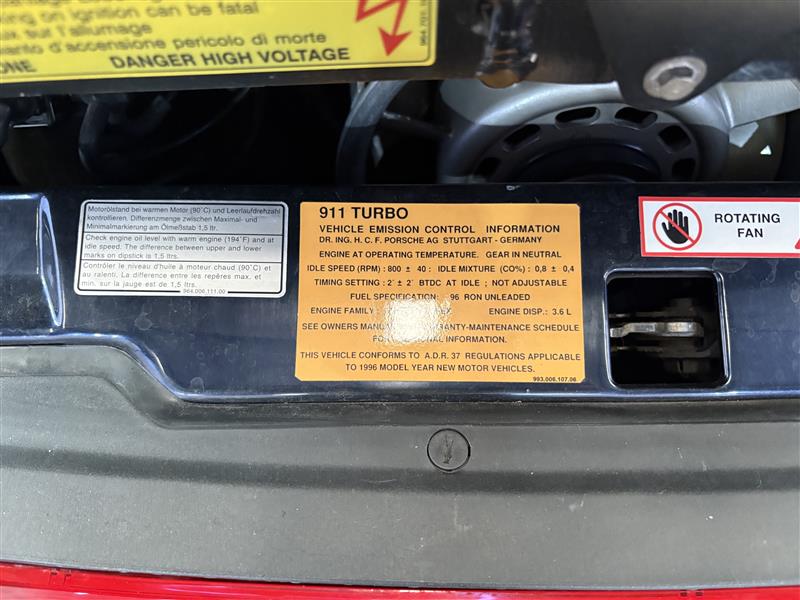 ng on ignition can be fatal
sur l'allumage
d'accensione pericolo di morte
DANGER HIGH VOLTAGE
Motorölstand bei warmen Motor (90°C) und Leerlaufdrehzahl
kontrollieren. Differenzmenge zwischen Maximal- und
Minimalmarkierung am Ölmeßstab 1,5 ltr.
Check engine oil level with warm engine (194°F) and at
idle speed. The difference between upper and lower
marks on dipstick is 1,5 ltrs.
Contrôler le niveau d'huile à moteur chaud (90°C) et
au ralenti. La difference entre les repères max. et
min. sur la jauge est de 1,5 ltrs.
964.006.111.00
911 TURBO
VEHICLE EMISSION CONTROL INFORMATION
DR. ING. H. C. F. PORSCHE AG STUTTGART - GERMANY
ENGINE AT OPERATING TEMPERATURE. GEAR IN NEUTRAL
IDLE SPEED (RPM) : 800 ± 40 : IDLE MIXTURE (CO%) : 0,8 ± 0,4
TIMING SETTING : 2° ± 2° BTDC AT IDLE ; NOT ADJUSTABLE
FUEL SPECIFICATION: 96 RON UNLEADED
ENGINE FAMILY: ENGINE DISP.: 3.6 L
SEE OWNERS MANUAL WARRANTY-MAINTENANCE SCHEDULE
FOR ADDITIONAL INFORMATION.
THIS VEHICLE CONFORMS TO A.D.R. 37 REGULATIONS APPLICABLE
TO 1996 MODEL YEAR NEW MOTOR VEHICLES.
993.006.107.06
ROTATING
FAN